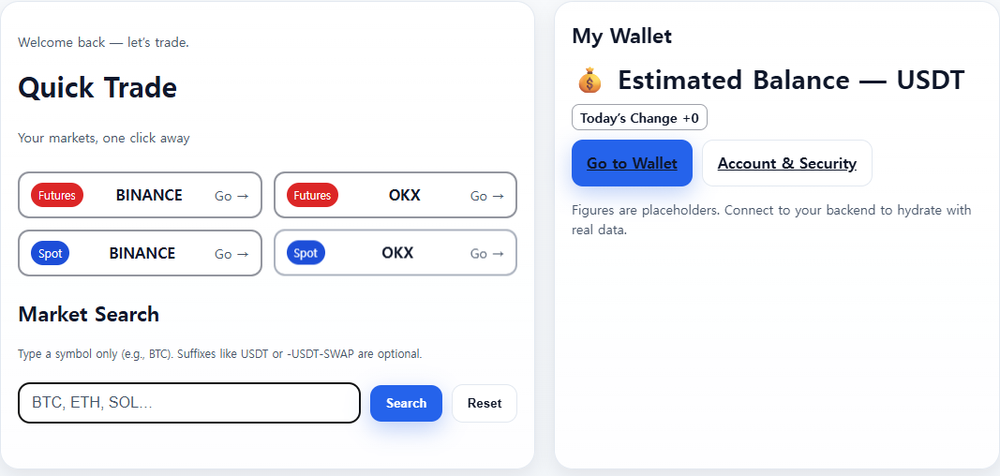 Welcome back — let's trade.
Quick Trade
Your markets, one click away
Futures BINANCE Go →
Futures OKX Go →
Spot BINANCE Go →
Spot OKX Go →
Market Search
Type a symbol only (e.g., BTC). Suffixes like USDT or -USDT-SWAP are optional.
BTC, ETH, SOL...
Search
Reset
My Wallet
💰 Estimated Balance — USDT
Today's Change +0
Go to Wallet
Account & Security
Figures are placeholders. Connect to your backend to hydrate with
real data.